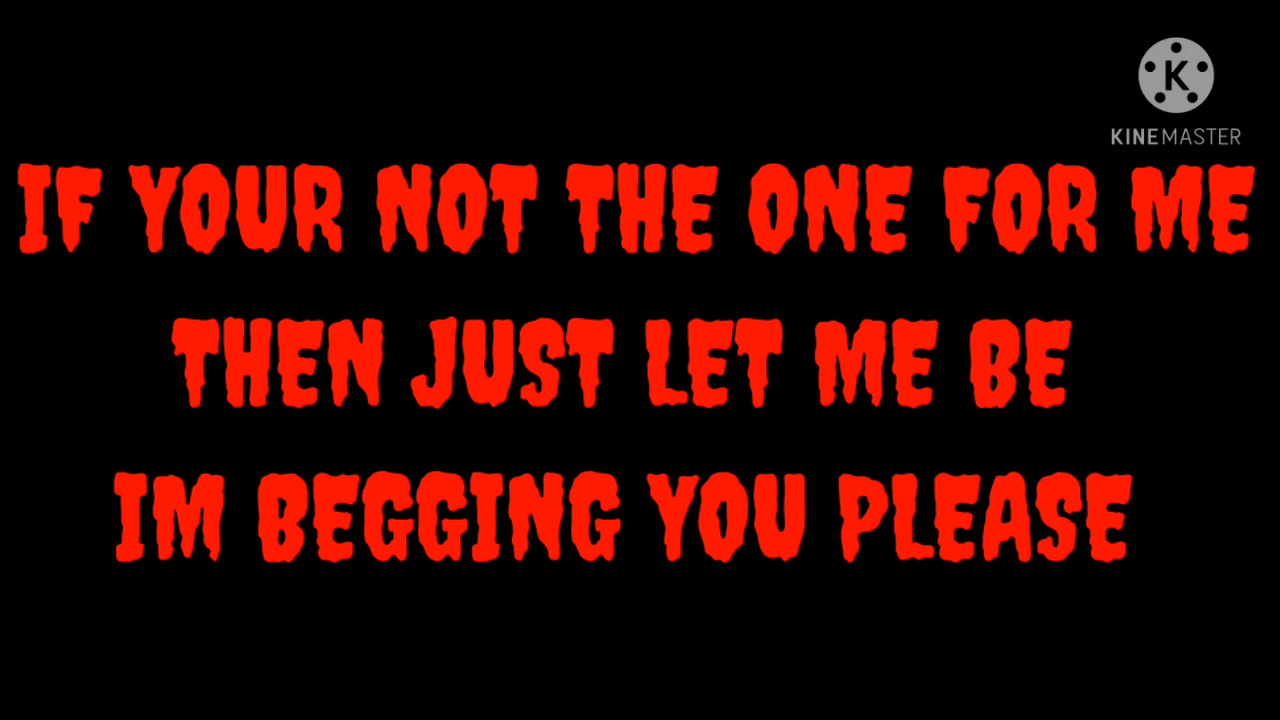 K
KINEMASTER
IF YOUR NOT THE ONE FOR ME
THEN JUST LET ME BE
IM BEGGING YOU PLEASE